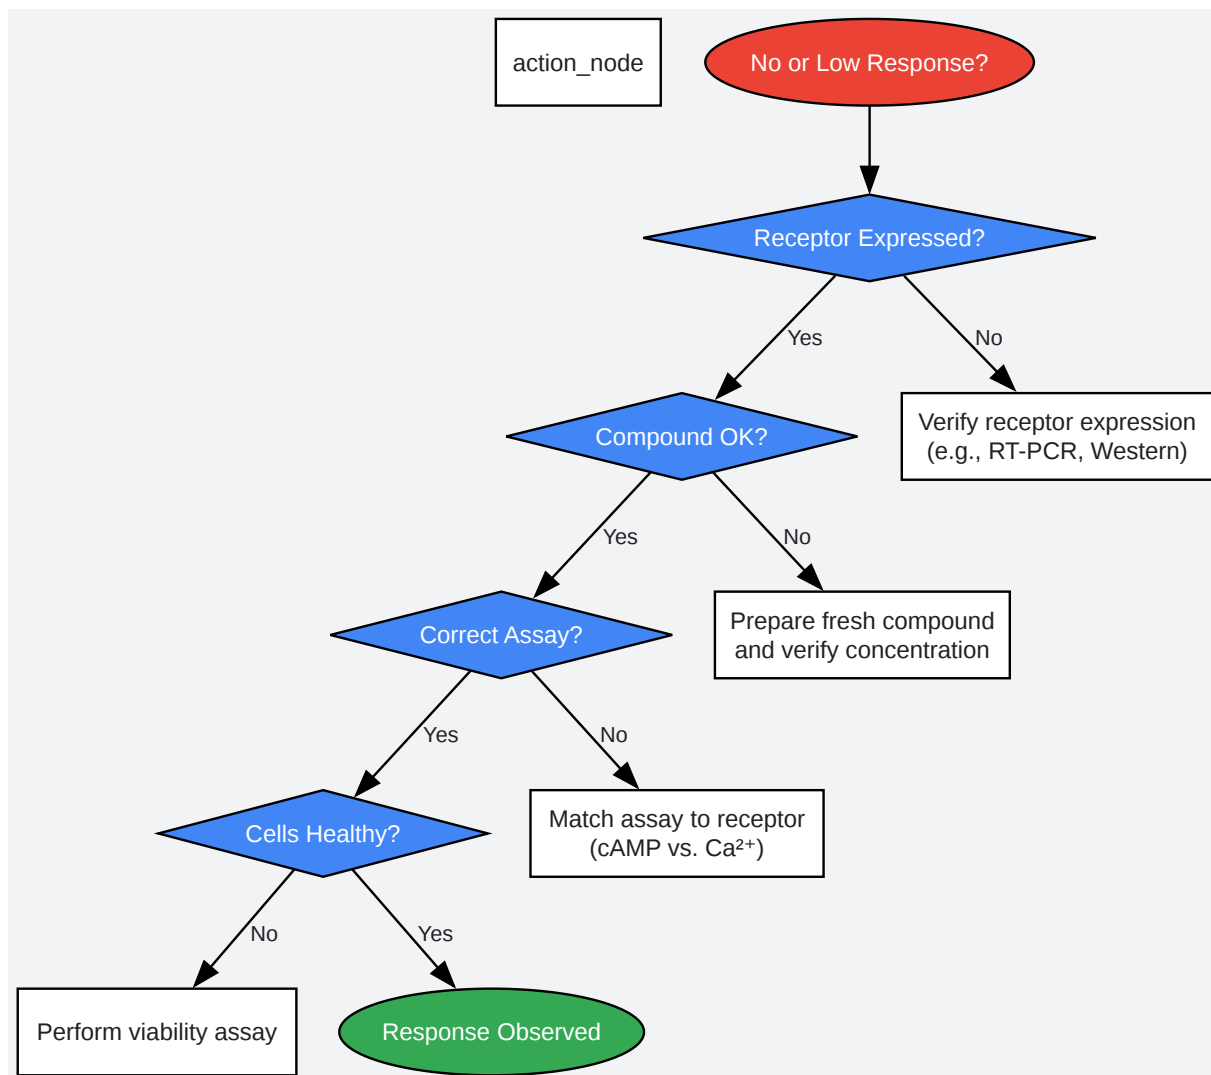 action_node
No or Low Response?
Receptor Expressed?
Yes
No
Compound OK?
Verify receptor expression
(e.g., RT-PCR, Western)
Yes
No
Correct Assay?
Prepare fresh compound
and verify concentration
Yes
No
Cells Healthy?
Match assay to receptor
(cAMP vs. Ca²⁺)
No
Yes
Perform viability assay
Response Observed